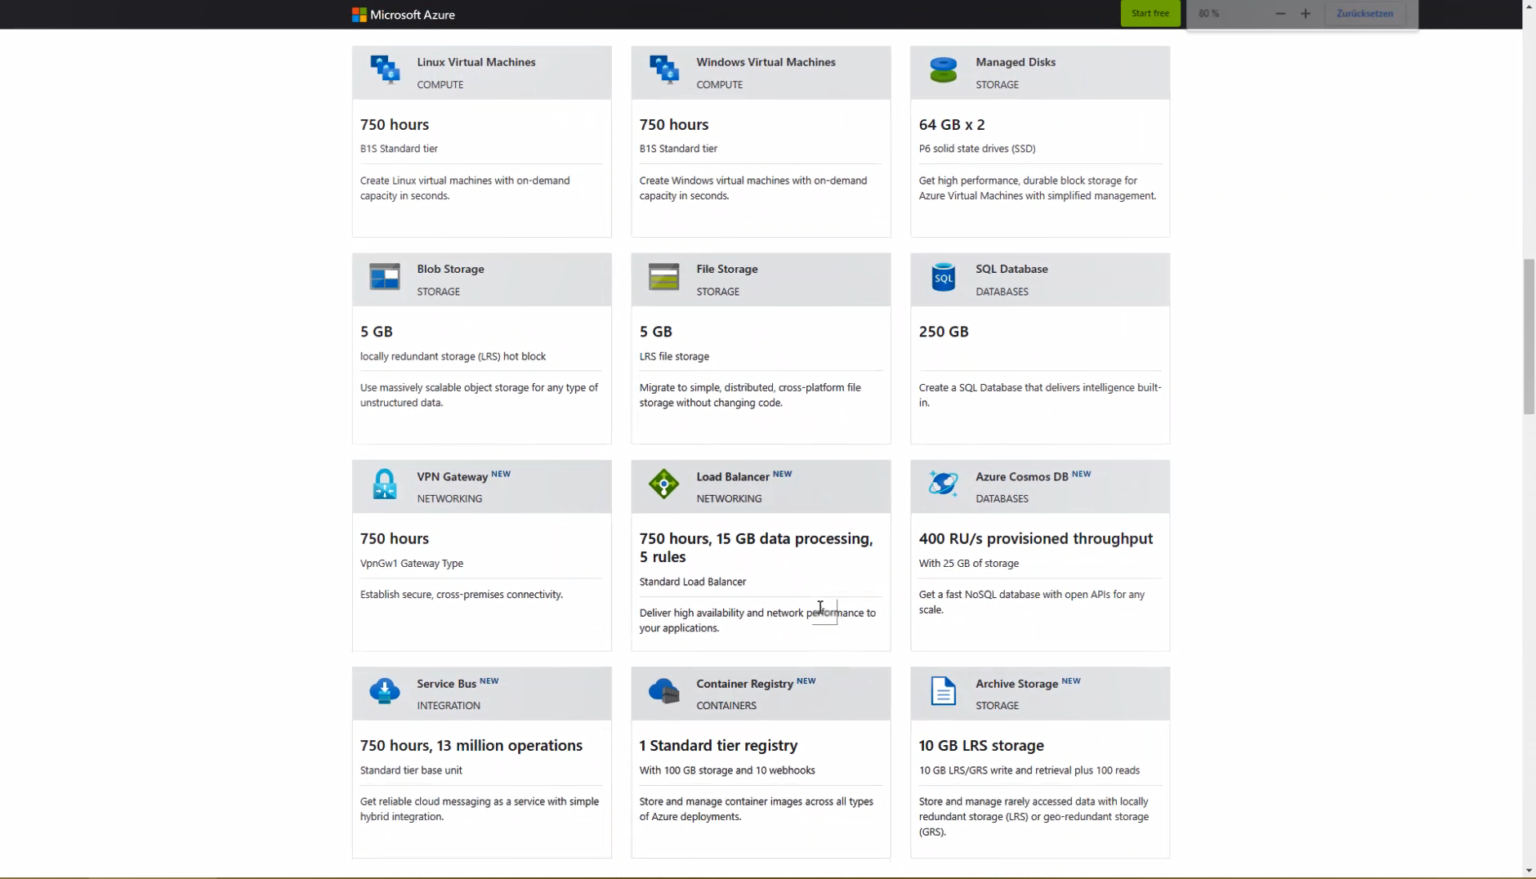 Microsoft Azure
Start free
80 %
Zurücksetzen
Linux Virtual Machines
COMPUTE
750 hours
B1S Standard tier
Create Linux virtual machines with on-demand
capacity in seconds.
Windows Virtual Machines
COMPUTE
750 hours
B1S Standard tier
Create Windows virtual machines with on-demand
capacity in seconds.
Managed Disks
STORAGE
64 GB x 2
P6 solid state drives (SSD)
Get high performance, durable block storage for
Azure Virtual Machines with simplified management.
Blob Storage
STORAGE
5 GB
locally redundant storage (LRS) hot block
Use massively scalable object storage for any type of
unstructured data.
File Storage
STORAGE
5 GB
LRS file storage
Migrate to simple, distributed, cross-platform file
storage without changing code.
SQL
SQL Database
DATABASES
250 GB
Create a SQL Database that delivers intelligence built-
in.
VPN Gateway NEW
NETWORKING
750 hours
VpnGw1 Gateway Type
Establish secure, cross-premises connectivity.
Load Balancer NEW
NETWORKING
750 hours, 15 GB data processing,
5 rules
Standard Load Balancer
Deliver high availability and network performance to
your applications.
Azure Cosmos DB NEW
DATABASES
400 RU/s provisioned throughput
With 25 GB of storage
Get a fast NoSQL database with open APIs for any
scale.
Service Bus NEW
INTEGRATION
750 hours, 13 million operations
Standard tier base unit
Get reliable cloud messaging as a service with simple
hybrid integration.
Container Registry NEW
CONTAINERS
1 Standard tier registry
With 100 GB storage and 10 webhooks
Store and manage container images across all types
of Azure deployments.
Archive Storage NEW
STORAGE
10 GB LRS storage
10 GB LRS/GRS write and retrieval plus 100 reads
Store and manage rarely accessed data with locally
redundant storage (LRS) or geo-redundant storage
(GRS).